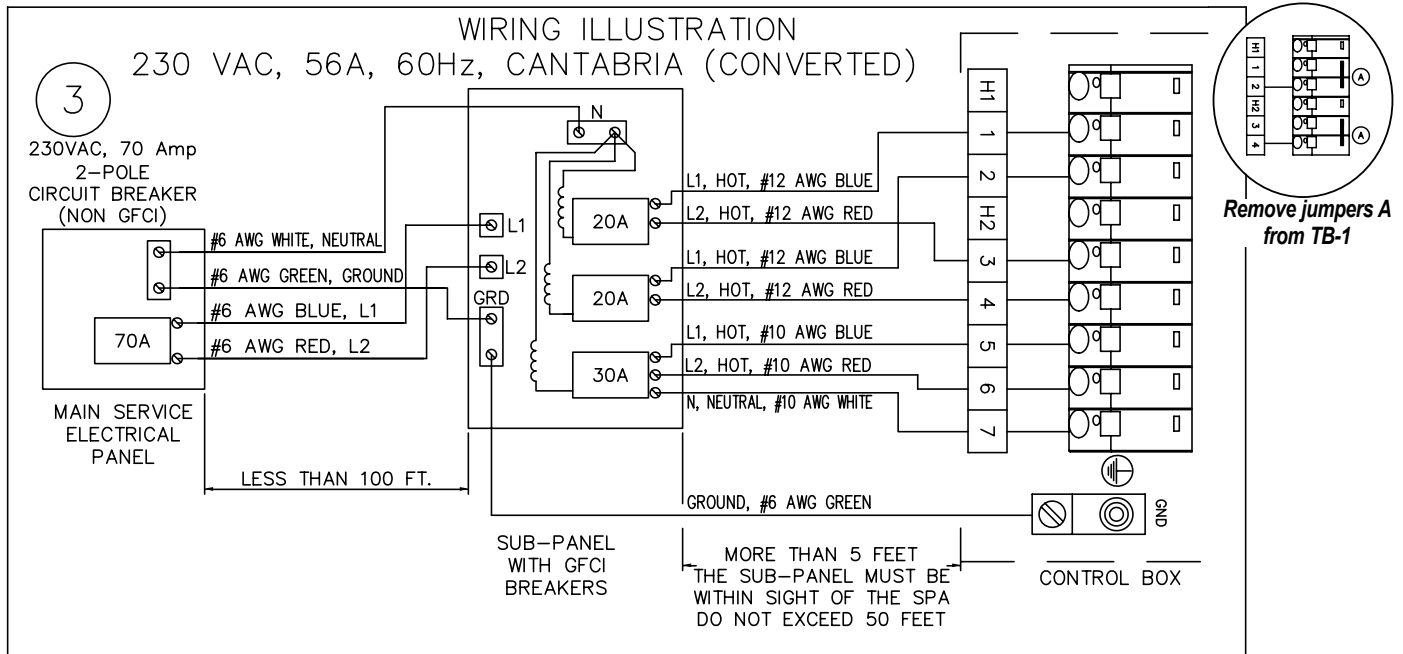 WIRING ILLUSTRATION
230 VAC, 56A, 60Hz, CANTABRIA (CONVERTED)
3
230VAC, 70 Amp
2-POLE
CIRCUIT BREAKER
(NON GFCI)
#6 AWG WHITE, NEUTRAL
#6 AWG GREEN, GROUND
#6 AWG BLUE, L1
#6 AWG RED, L2
70A
MAIN SERVICE
ELECTRICAL
PANEL
LESS THAN 100 FT.
N
L1
L2
GRD
20A
20A
30A
SUB-PANEL
WITH GFCI
BREAKERS
L1, HOT, #12 AWG BLUE
L2, HOT, #12 AWG RED
L1, HOT, #12 AWG BLUE
L2, HOT, #12 AWG RED
L1, HOT, #10 AWG BLUE
L2, HOT, #10 AWG RED
N, NEUTRAL, #10 AWG WHITE
GROUND, #6 AWG GREEN
MORE THAN 5 FEET
THE SUB-PANEL MUST BE
WITHIN SIGHT OF THE SPA
DO NOT EXCEED 50 FEET
H1
1
2
H2
3
4
5
6
7
GND
CONTROL BOX
H1
1
2
H2
3
4
A
A
Remove jumpers A
from TB-1